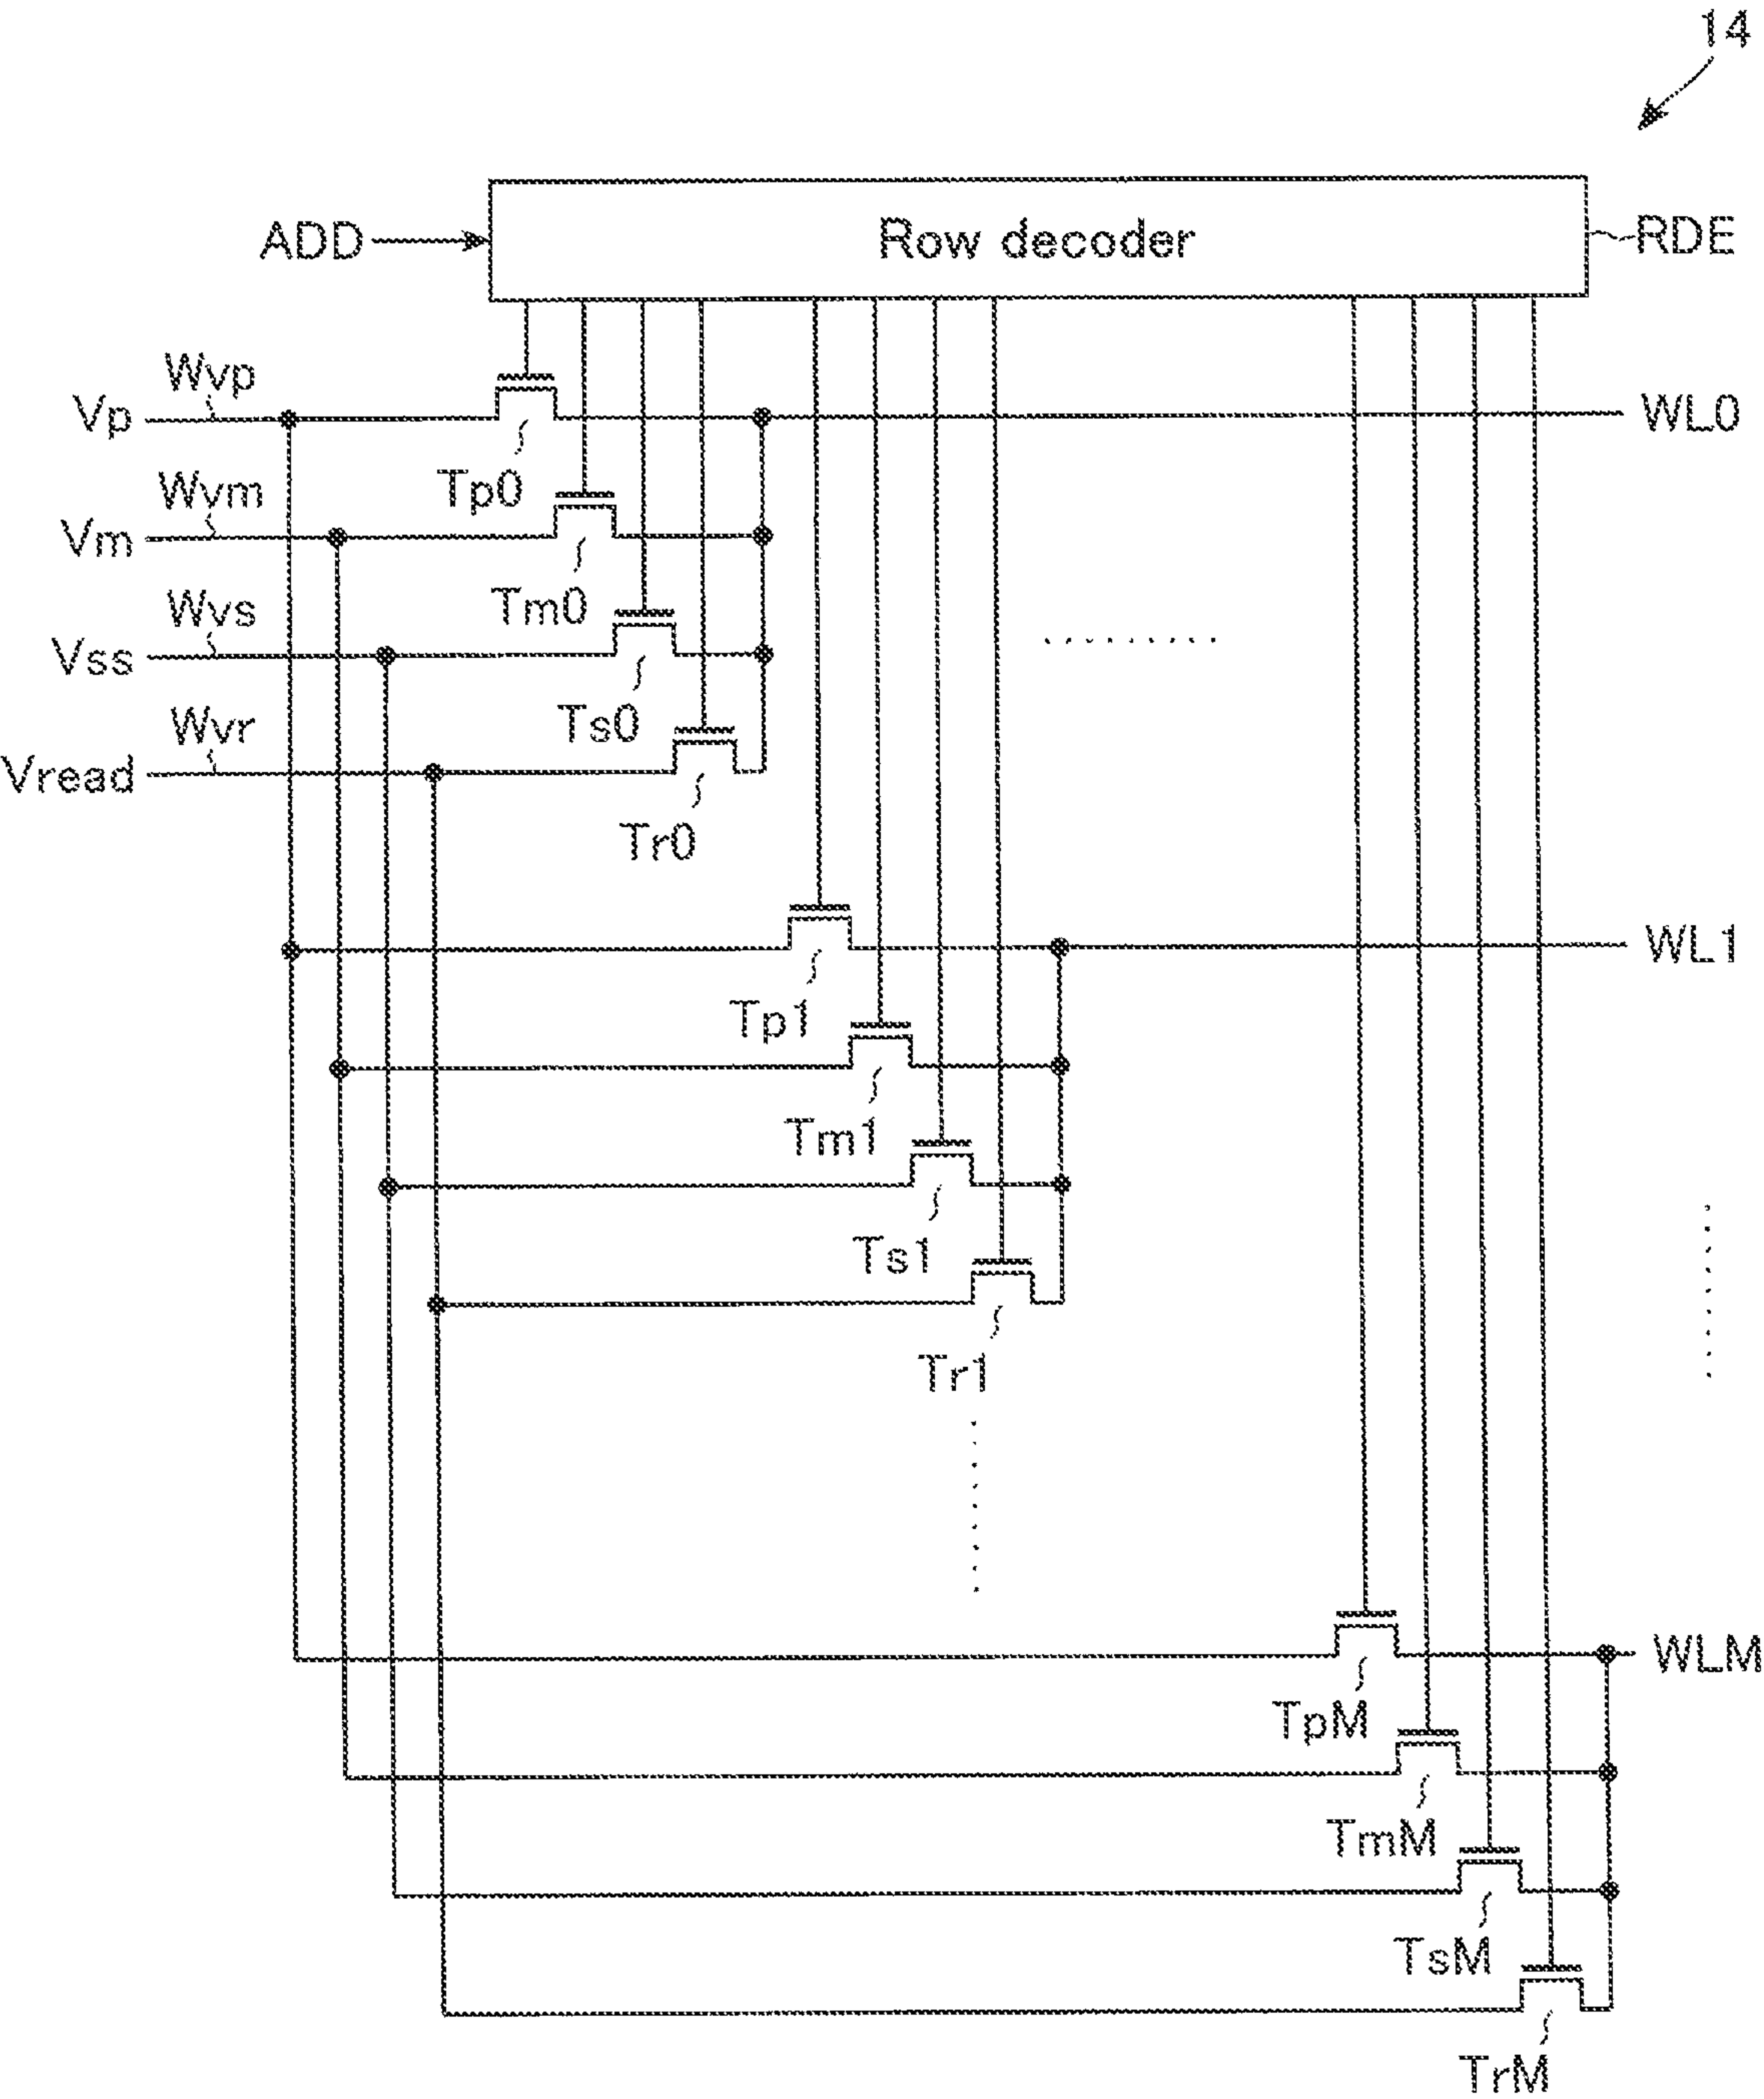 14
ADD
Row decoder
RDE
Wvp
Vp
WL0
Tp0
Wvm
Vm
Tm0
Wvs
Vss
Ts0
Wvr
Vread
Tr0
WL1
Tp1
Tm1
Ts1
Tr1
WLM
TpM
TmM
TsM
TrM